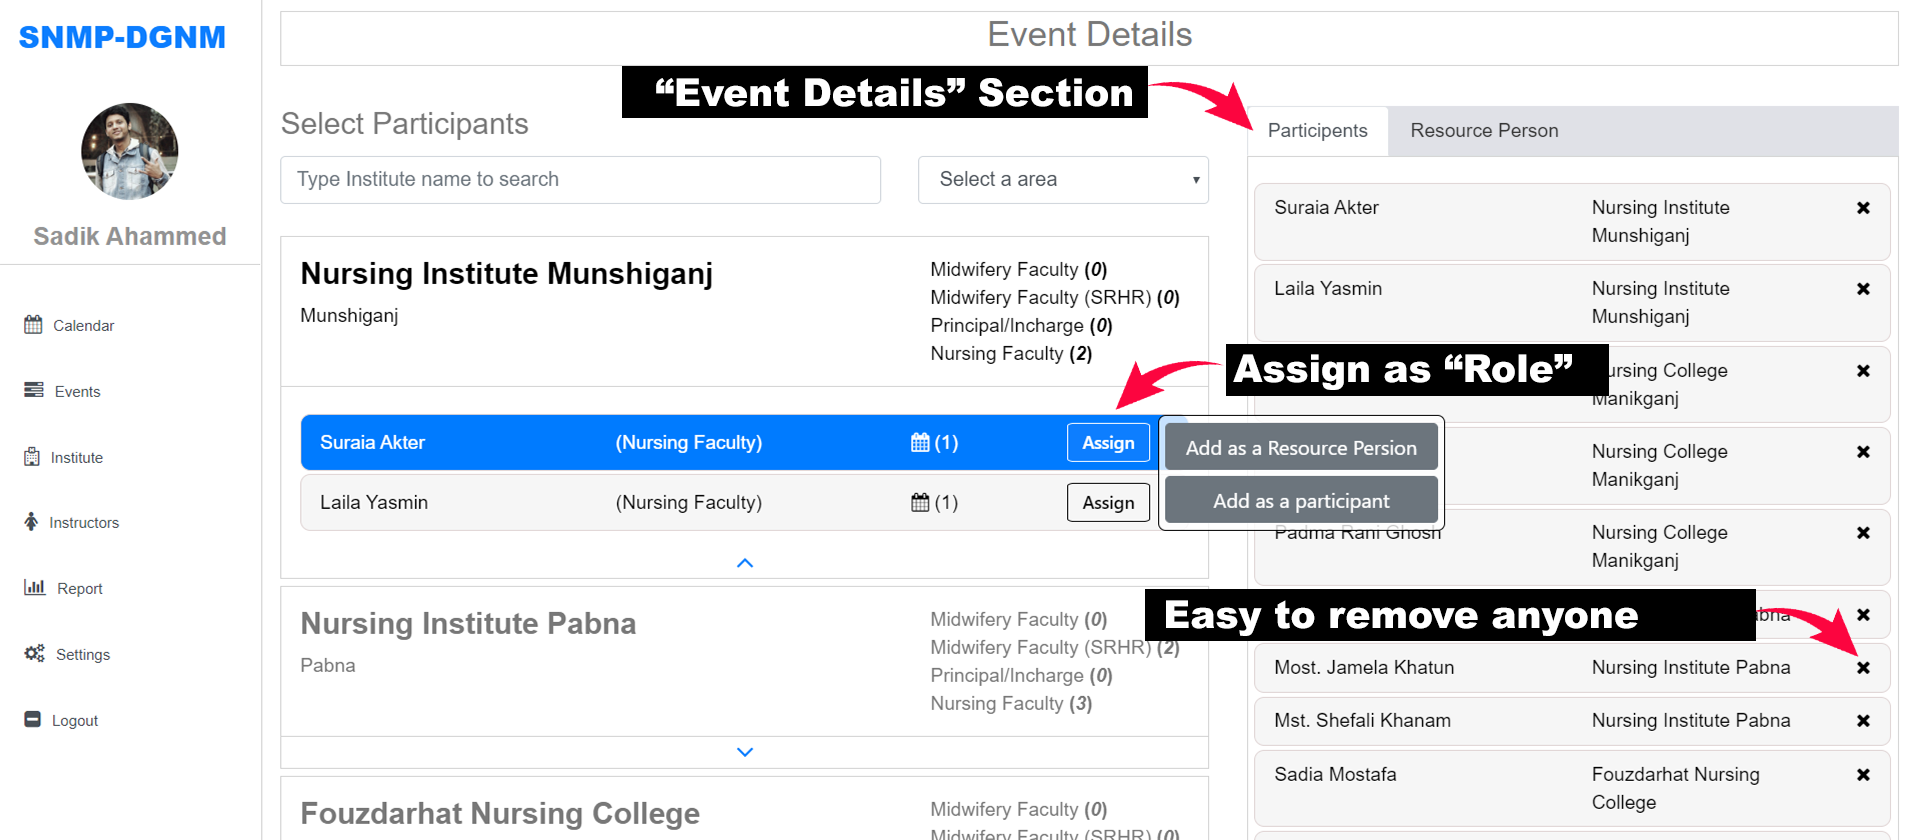 SNMP-DGNM
Sadik Ahammed
Calendar
Events
Institute
Instructors
Report
Settings
Logout
Event Details
“Event Details” Section
Select Participants
Type Institute name to search
Select a area
Nursing Institute Munshiganj
Munshiganj
Midwifery Faculty (0)
Midwifery Faculty (SRHR) (0)
Principal/Incharge (0)
Nursing Faculty (2)
Assign as “Role”
Suraia Akter (Nursing Faculty) (1) Assign
Add as a Resource Persion
Laila Yasmin (Nursing Faculty) (1) Assign
Add as a participant
Nursing Institute Pabna
Pabna
Midwifery Faculty (0)
Midwifery Faculty (SRHR) (2)
Principal/Incharge (0)
Nursing Faculty (3)
Fouzdarhat Nursing College
Midwifery Faculty (0)
Midwifery Faculty (SRHR) (0)
Participents Resource Person
Suraia Akter Nursing Institute
Munshiganj
Laila Yasmin Nursing Institute
Munshiganj
Nursing College
Manikganj
Nursing College
Manikganj
Padma Rani Ghosh Nursing College
Manikganj
Easy to remove anyone
Most. Jamela Khatun Nursing Institute Pabna
Mst. Shefali Khanam Nursing Institute Pabna
Sadia Mostafa Fouzdarhat Nursing
College